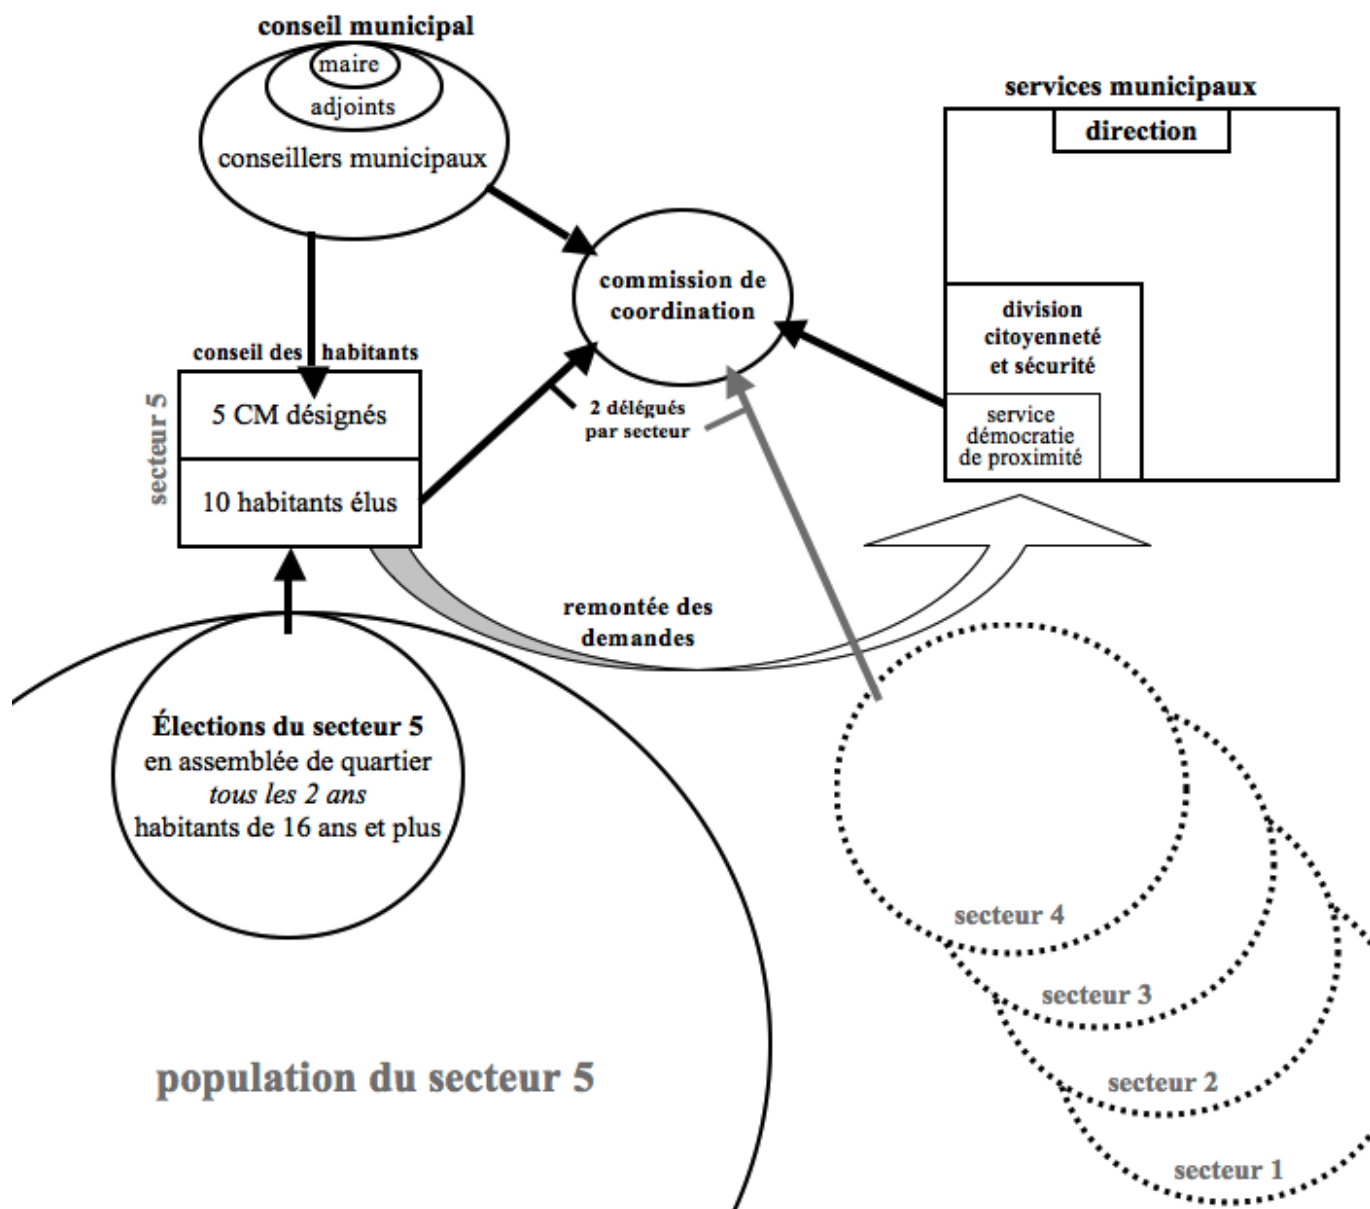 conseil municipal
maire
adjoints
conseillers municipaux
services municipaux
direction
commission de
coordination
division
citoyenneté
et sécurité
service
démocratie
de proximité
conseil des habitants
secteur 5
5 CM désignés
10 habitants élus
2 délégués
par secteur
remontée des
demandes
Élections du secteur 5
en assemblée de quartier
tous les 2 ans
habitants de 16 ans et plus
population du secteur 5
secteur 4
secteur 3
secteur 2
secteur 1